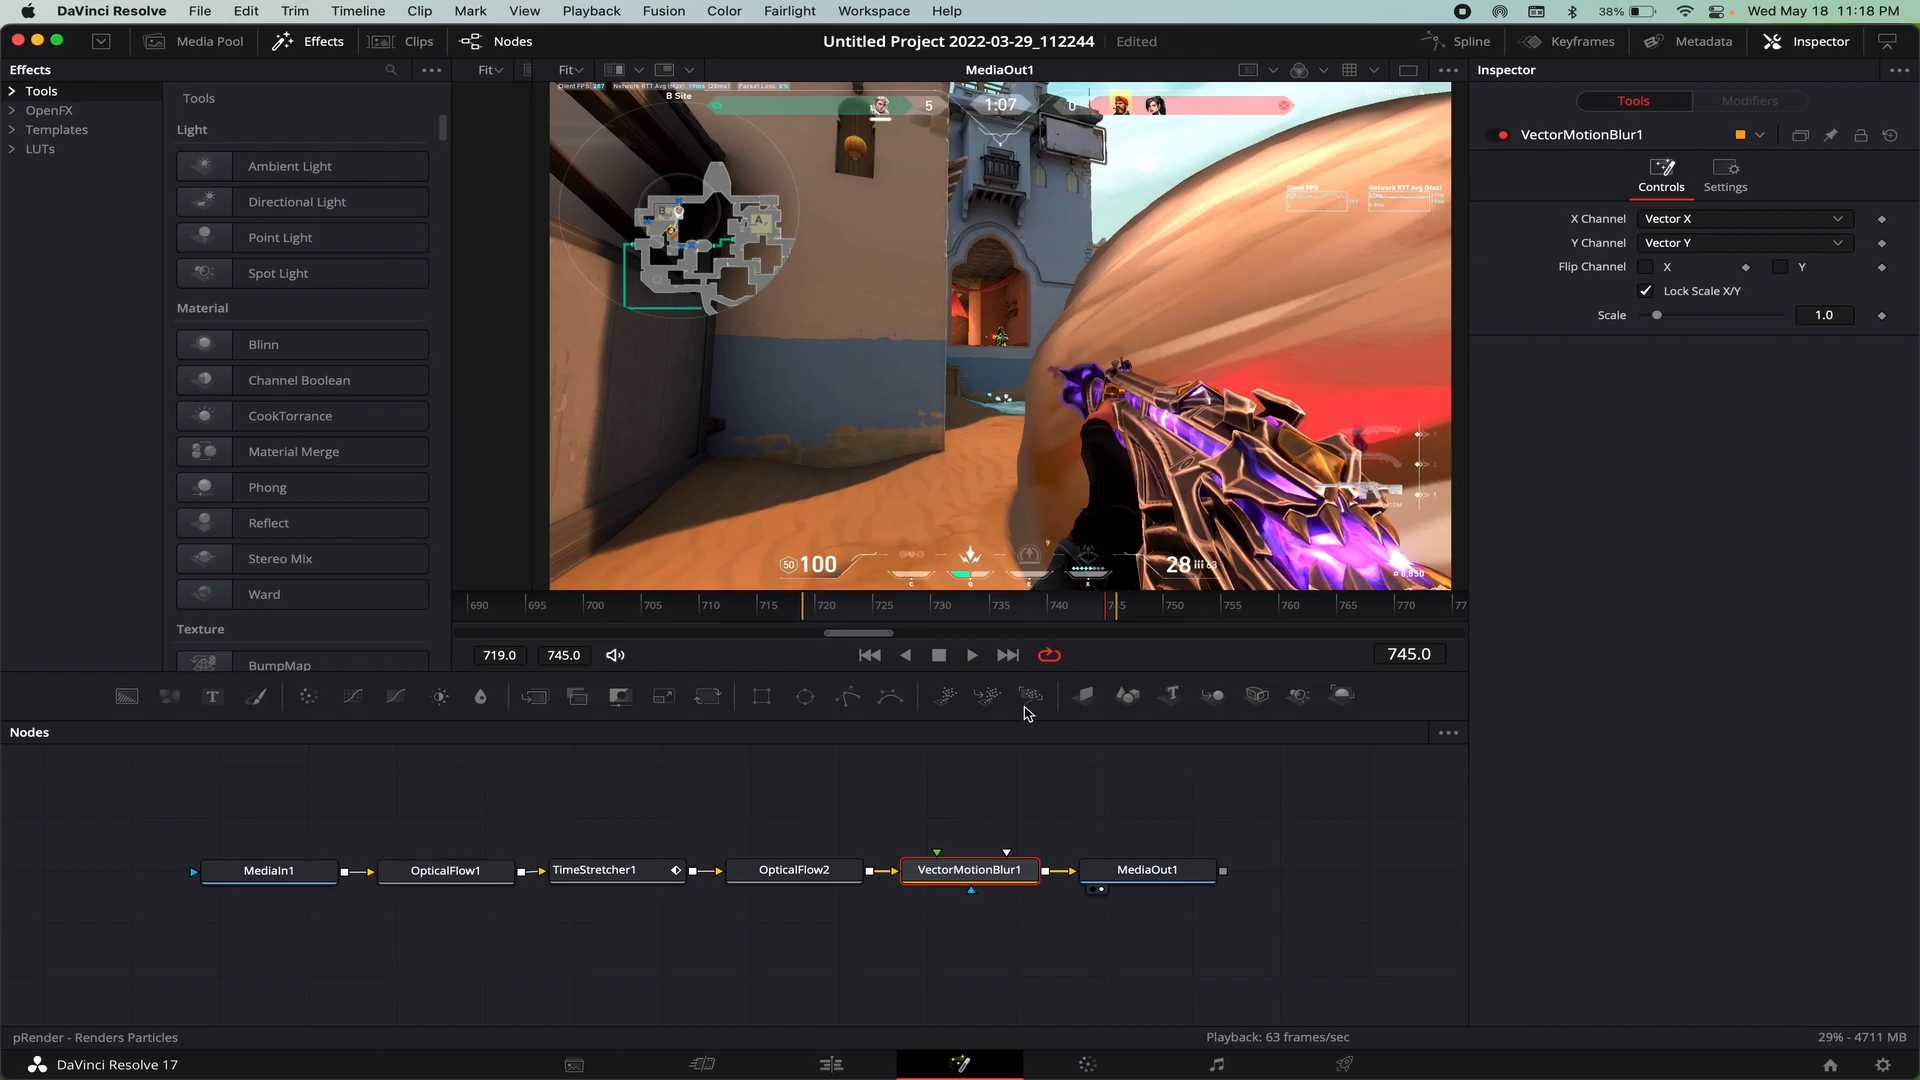 DaVinci Resolve File Edit Trim Timeline Clip Mark View Playback Fusion Color Fairlight Workspace Help 38% Wed May 18 11:18 PM
Media Pool Effects Clips Nodes Untitled Project 2022-03-29_112244 Edited Spline Keyframes Metadata Inspector
Effects Fit Fit MediaOut1 Inspector
Tools
OpenFX
Templates
LUTs
Tools
Light
Ambient Light
Directional Light
Point Light
Spot Light
Material
Blinn
Channel Boolean
CookTorrance
Material Merge
Phong
Reflect
Stereo Mix
Ward
Texture
BumpMap
B Site
5 1:07 0
B A
50 100
9
C Q E X
28 63
8,850
690 695 700 705 710 715 720 725 730 735 740 745 750 755 760 765 770 77
719.0 745.0 745.0
Tools Modifiers
VectorMotionBlur1
Controls Settings
X Channel Vector X
Y Channel Vector Y
Flip Channel X Y
Lock Scale X/Y
Scale 1.0
Nodes
MediaIn1 OpticalFlow1 TimeStretcher1 OpticalFlow2 VectorMotionBlur1 MediaOut1
pRender - Renders Particles Playback: 63 frames/sec 29% - 4711 MB
DaVinci Resolve 17